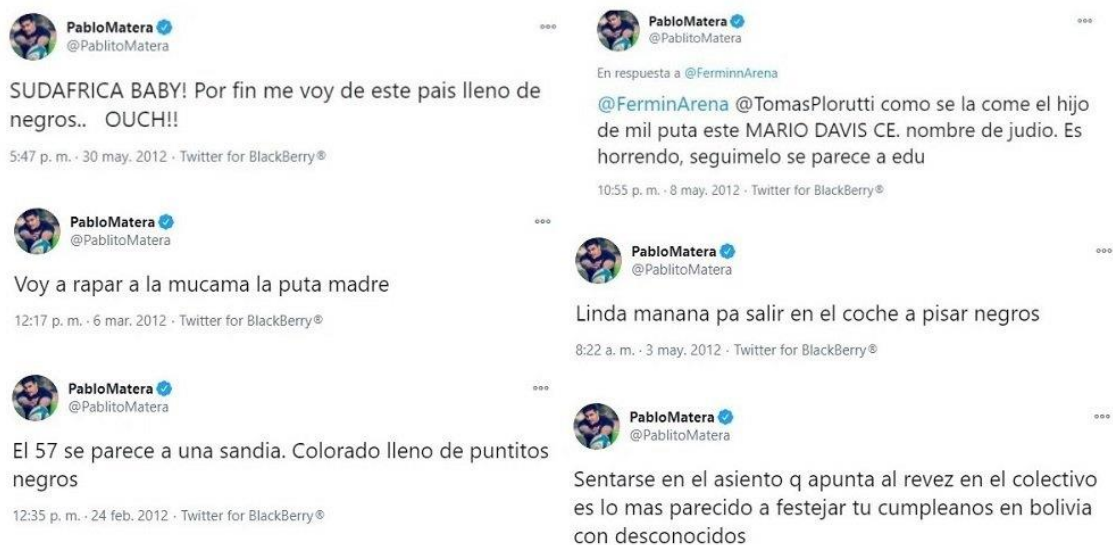 PabloMatera
@PablitoMatera
SUDAFRICA BABY! Por fin me voy de este pais lleno de
negros.. OUCH!!
5:47 p. m. · 30 may. 2012 · Twitter for BlackBerry®
PabloMatera
@PablitoMatera
Voy a rapar a la mucama la puta madre
12:17 p. m. · 6 mar. 2012 · Twitter for BlackBerry®
PabloMatera
@PablitoMatera
El 57 se parece a una sandia. Colorado lleno de puntitos
negros
12:35 p. m. · 24 feb. 2012 · Twitter for BlackBerry®
PabloMatera
@PablitoMatera
En respuesta a @FerminnArena
@FerminArena @TomasPlorutti como se la come el hijo
de mil puta este MARIO DAVIS CE. nombre de judio. Es
horrendo, seguimelo se parece a edu
10:55 p. m. · 8 may. 2012 · Twitter for BlackBerry®
PabloMatera
@PablitoMatera
Linda manana pa salir en el coche a pisar negros
8:22 a. m. · 3 may. 2012 · Twitter for BlackBerry®
PabloMatera
@PablitoMatera
Sentarse en el asiento q apunta al revez en el colectivo
es lo mas parecido a festejar tu cumpleanos en bolivia
con desconocidos